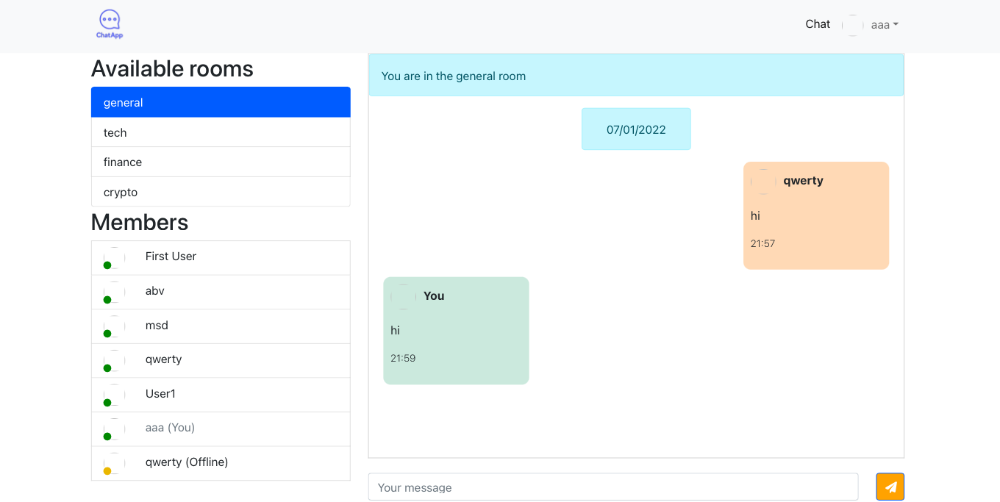 ChatApp
Chat
aaa
Available rooms
general
tech
finance
crypto
Members
First User
abv
msd
qwerty
User1
aaa (You)
qwerty (Offline)
You are in the general room
07/01/2022
qwerty
hi
21:57
You
hi
21:59
Your message